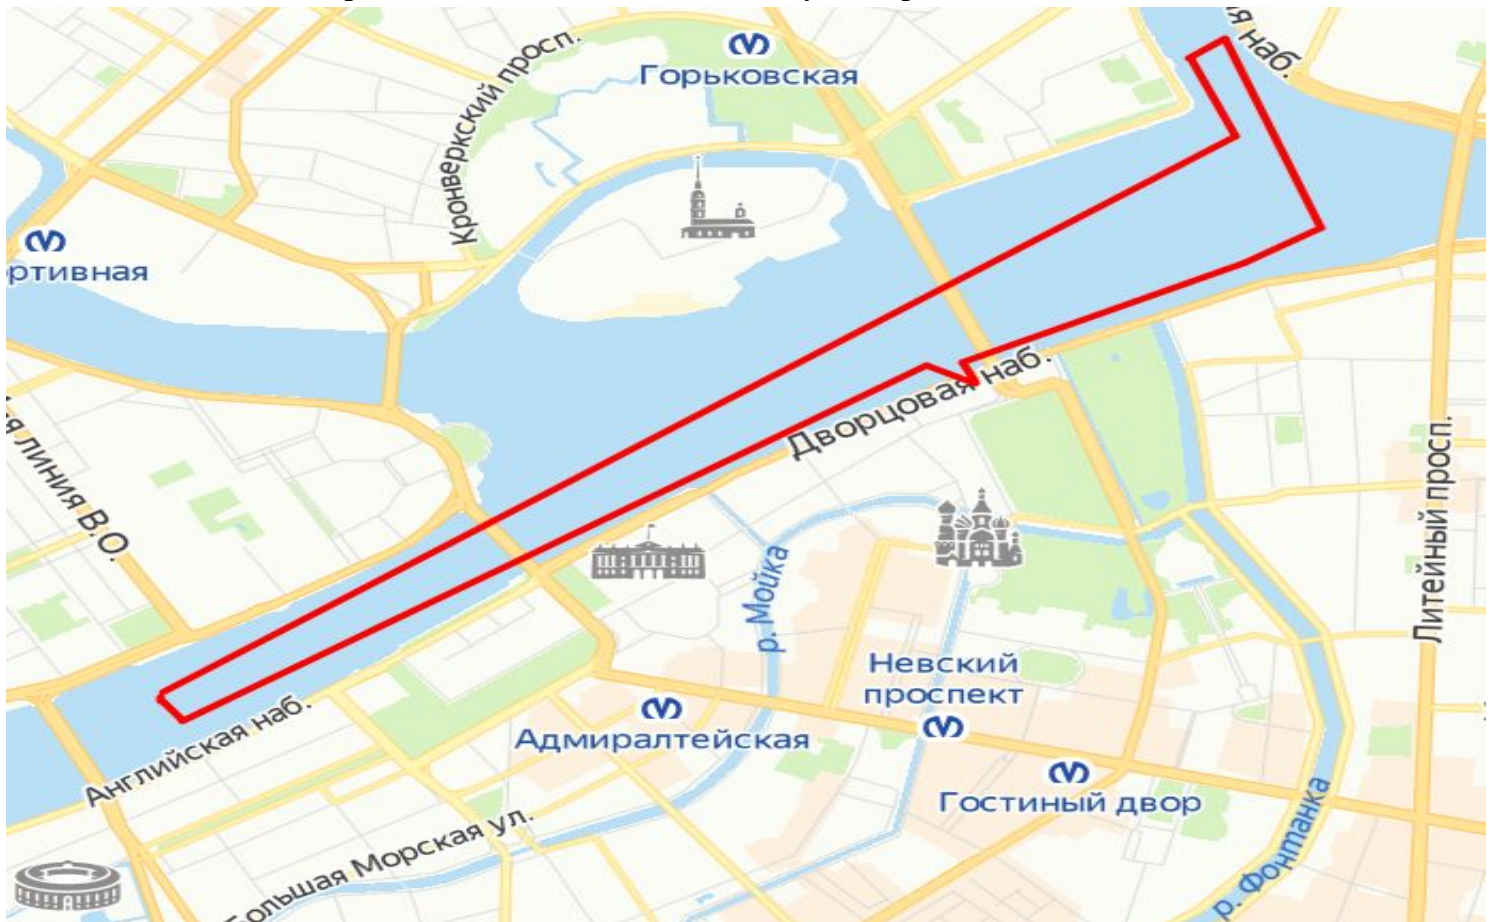 Горьковская
Кронверкский просп.
наб.
ортивная
линия В.О.
Дворцовая наб.
р. Мойка
Невский
проспект
Адмиралтейская
Английская наб.
Гостиный двор
Литейный просп.
Большая Морская ул.
р. Фонтанка